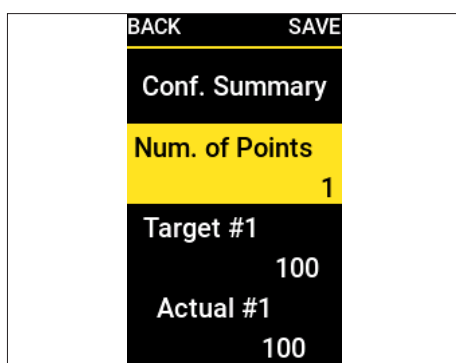 BACK SAVE
Conf. Summary
Num. of Points
1
Target #1
100
Actual #1
100